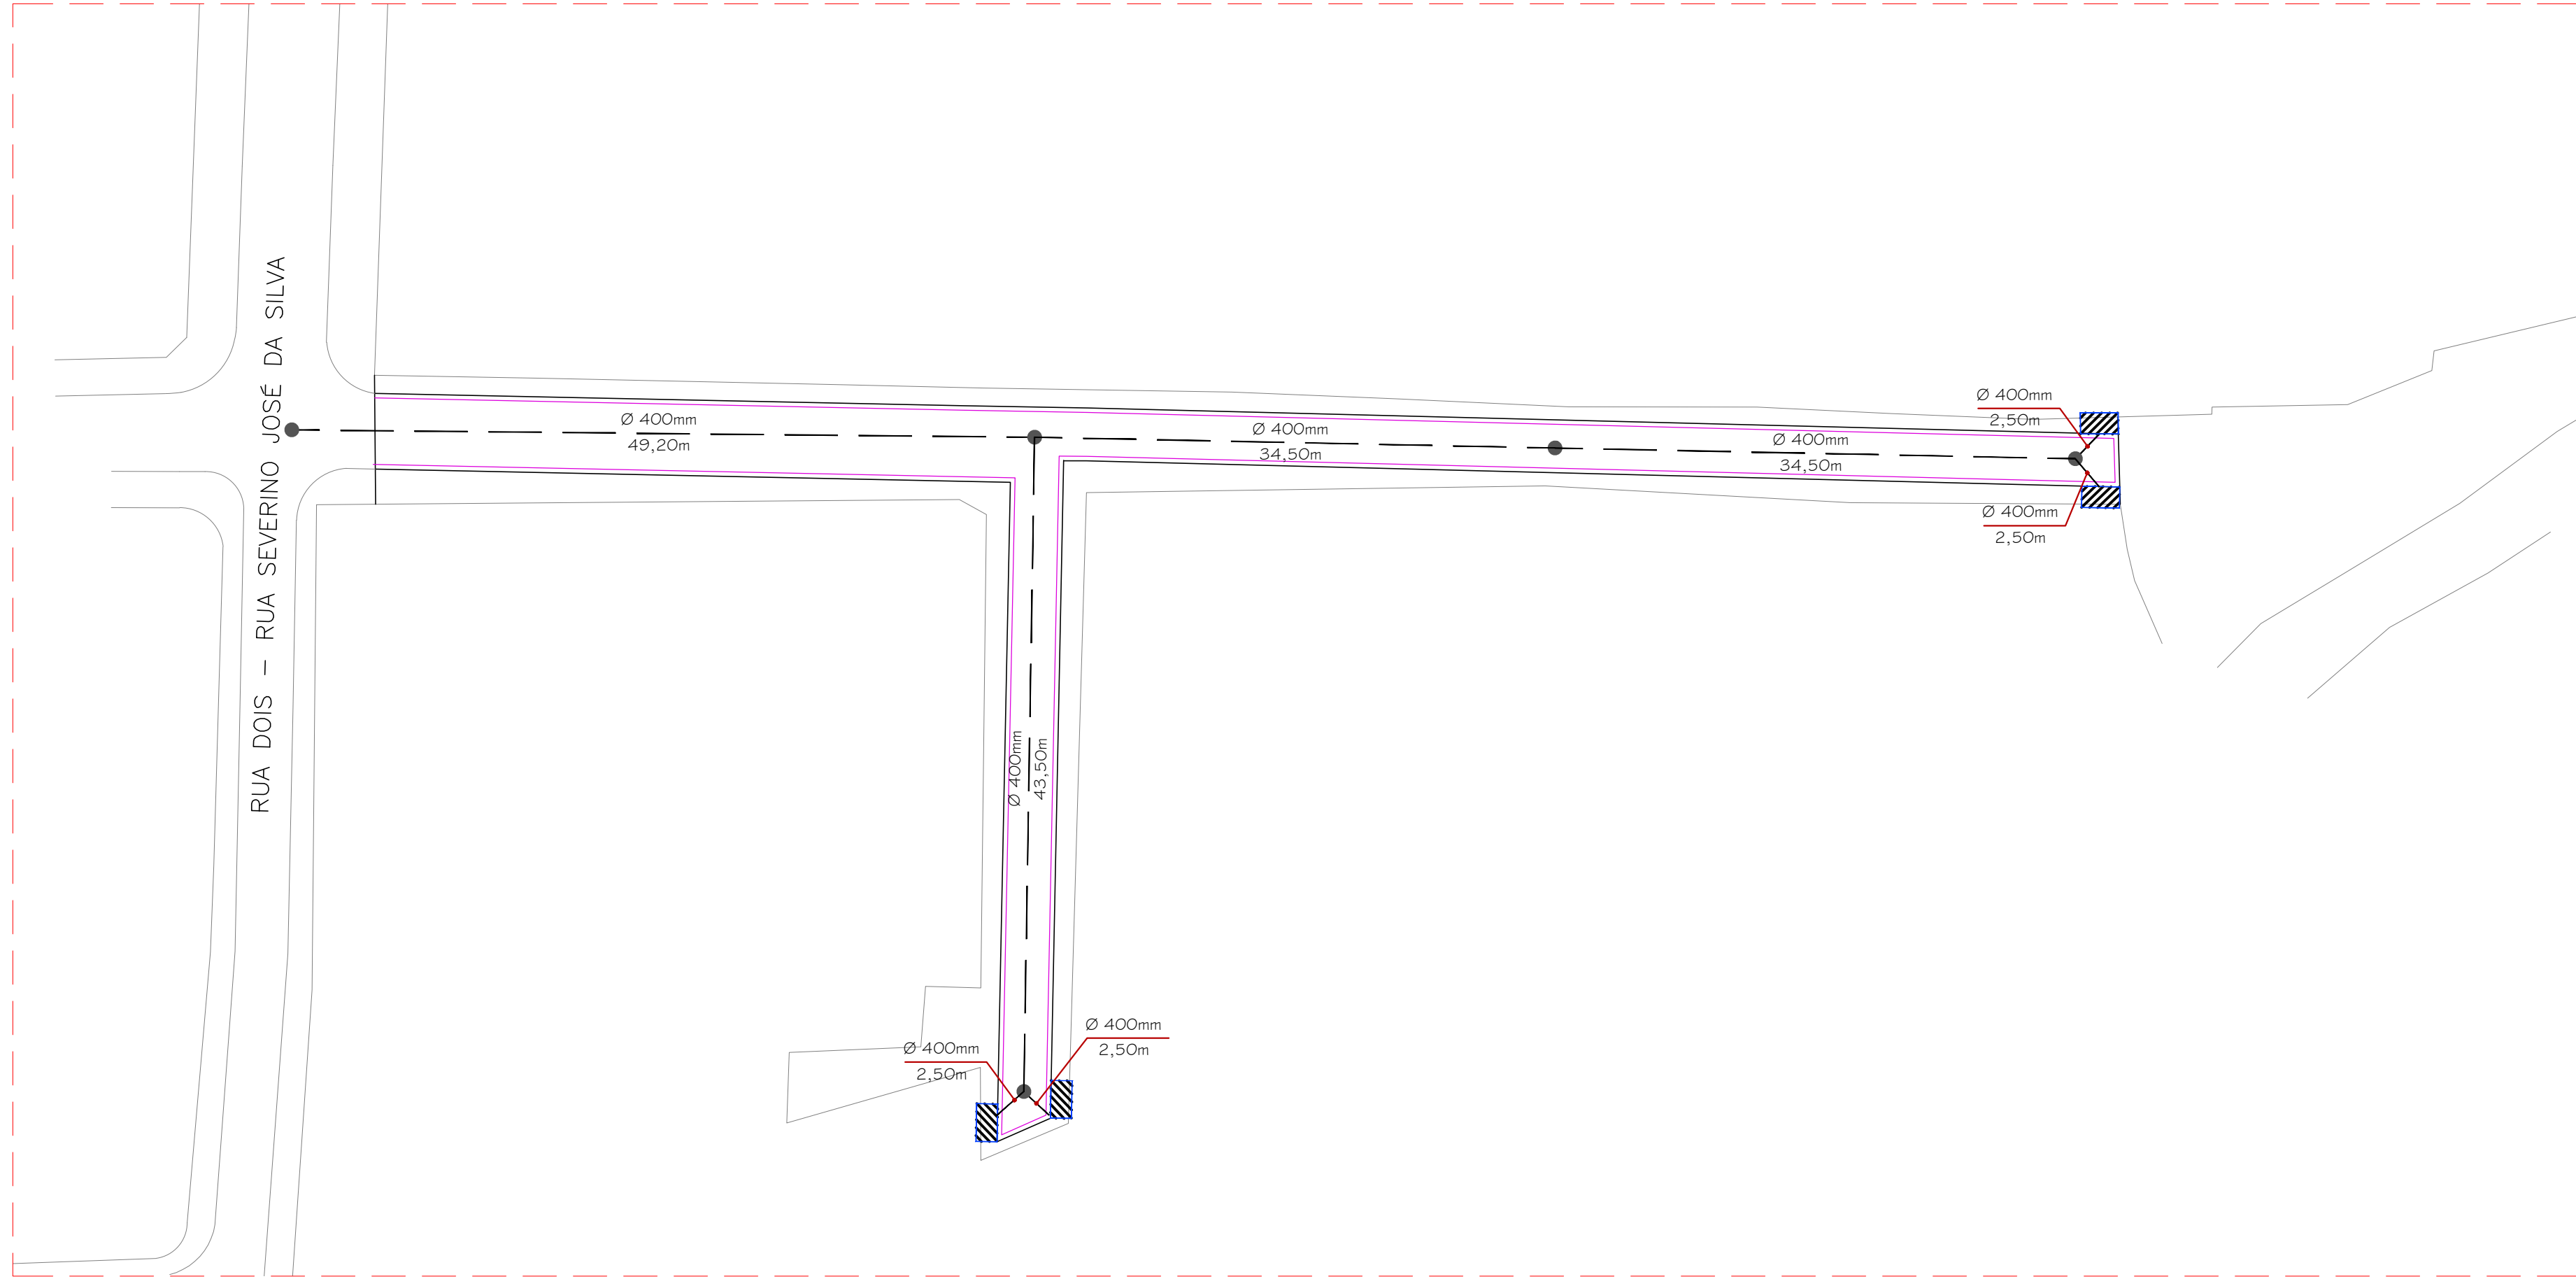 RUA DOIS – RUA SEVERINO JOSÉ DA SILVA
Ø 400mm
49,20m
Ø 400mm
34,50m
Ø 400mm
34,50m
Ø 400mm
2,50m
Ø 400mm
2,50m
Ø 400mm
43,50m
Ø 400mm
2,50m
Ø 400mm
2,50m